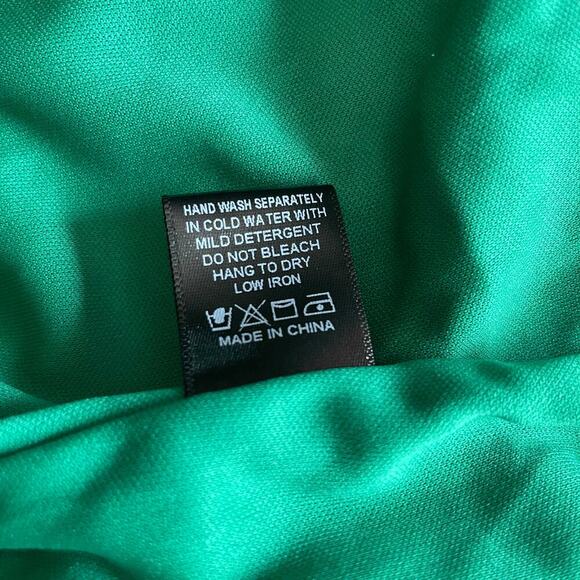 HAND WASH SEPARATELY
IN COLD WATER WITH
MILD DETERGENT
DO NOT BLEACH
HANG TO DRY
LOW IRON
MADE IN CHINA